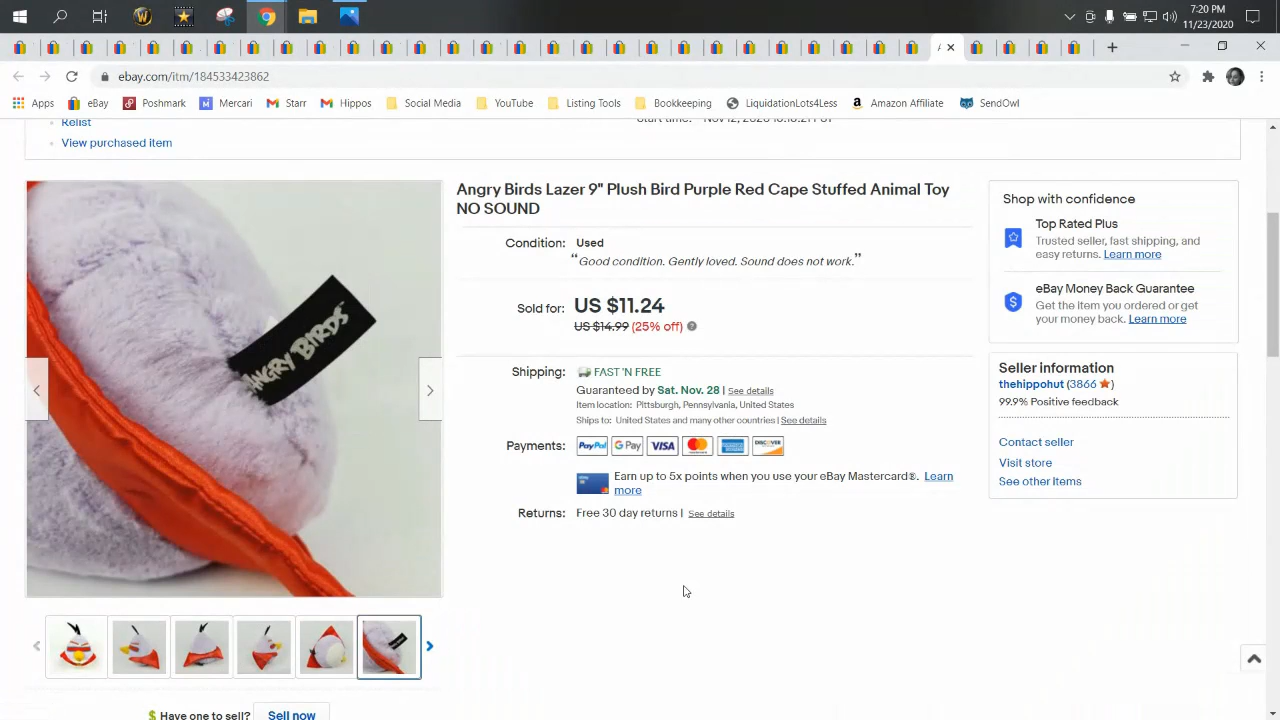 7:20 PM
11/23/2020
ebay.com/itm/184533423862
Apps eBay Poshmark Mercari Starr Hippos Social Media YouTube Listing Tools Bookkeeping LiquidationLots4Less Amazon Affiliate SendOwl
Relist
View purchased item
Angry Birds Lazer 9" Plush Bird Purple Red Cape Stuffed Animal Toy
NO SOUND
Condition: Used
“Good condition. Gently loved. Sound does not work.”
Sold for: US $11.24
US $14.99 (25% off)
Shipping: FAST 'N FREE
Guaranteed by Sat. Nov. 28 | See details
Item location: Pittsburgh, Pennsylvania, United States
Ships to: United States and many other countries | See details
Payments: PayPal G Pay VISA MasterCard DISCOVER
Earn up to 5x points when you use your eBay Mastercard®. Learn
more
Returns: Free 30 day returns | See details
ANGRY BIRDS
Have one to sell? Sell now
Shop with confidence
Top Rated Plus
Trusted seller, fast shipping, and
easy returns. Learn more
eBay Money Back Guarantee
Get the item you ordered or get
your money back. Learn more
Seller information
thehippohut (3866)
99.9% Positive feedback
Contact seller
Visit store
See other items